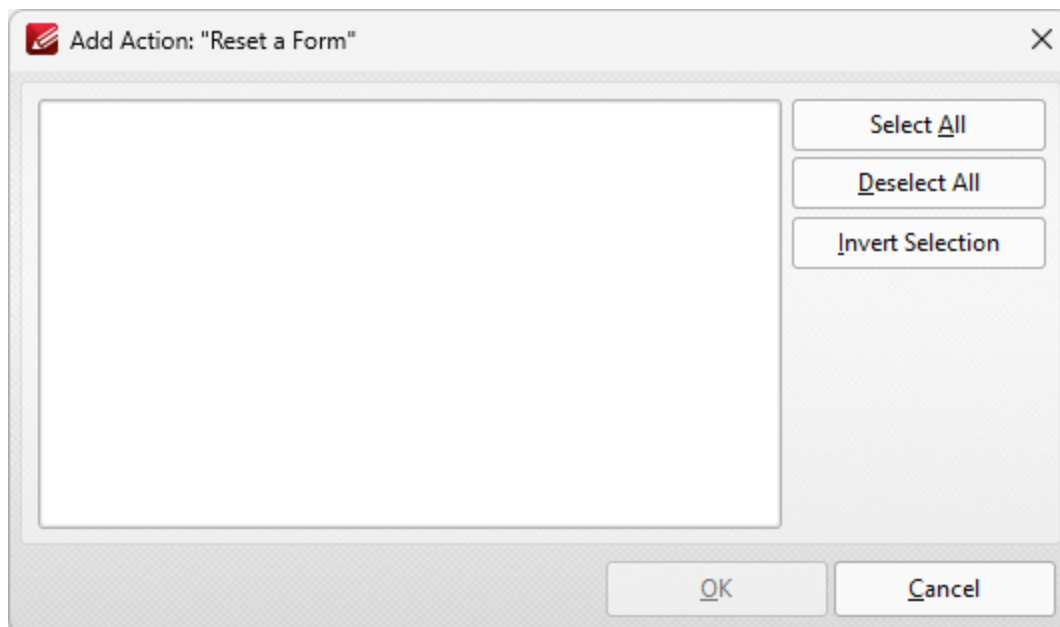 Add Action: "Reset a Form"
Select All
Deselect All
Invert Selection
OK
Cancel